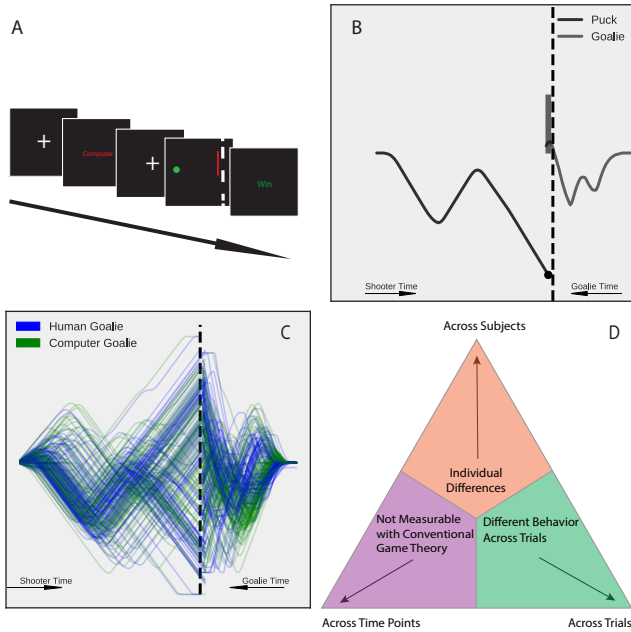 A
Computer
Win
B
Puck
Goalie
Shooter Time
Goalie Time
C
Human Goalie
Computer Goalie
Shooter Time
Goalie Time
D
Across Subjects
Individual
Differences
Not Measurable
with Conventional
Game Theory
Different Behavior
Across Trials
Across Time Points
Across Trials